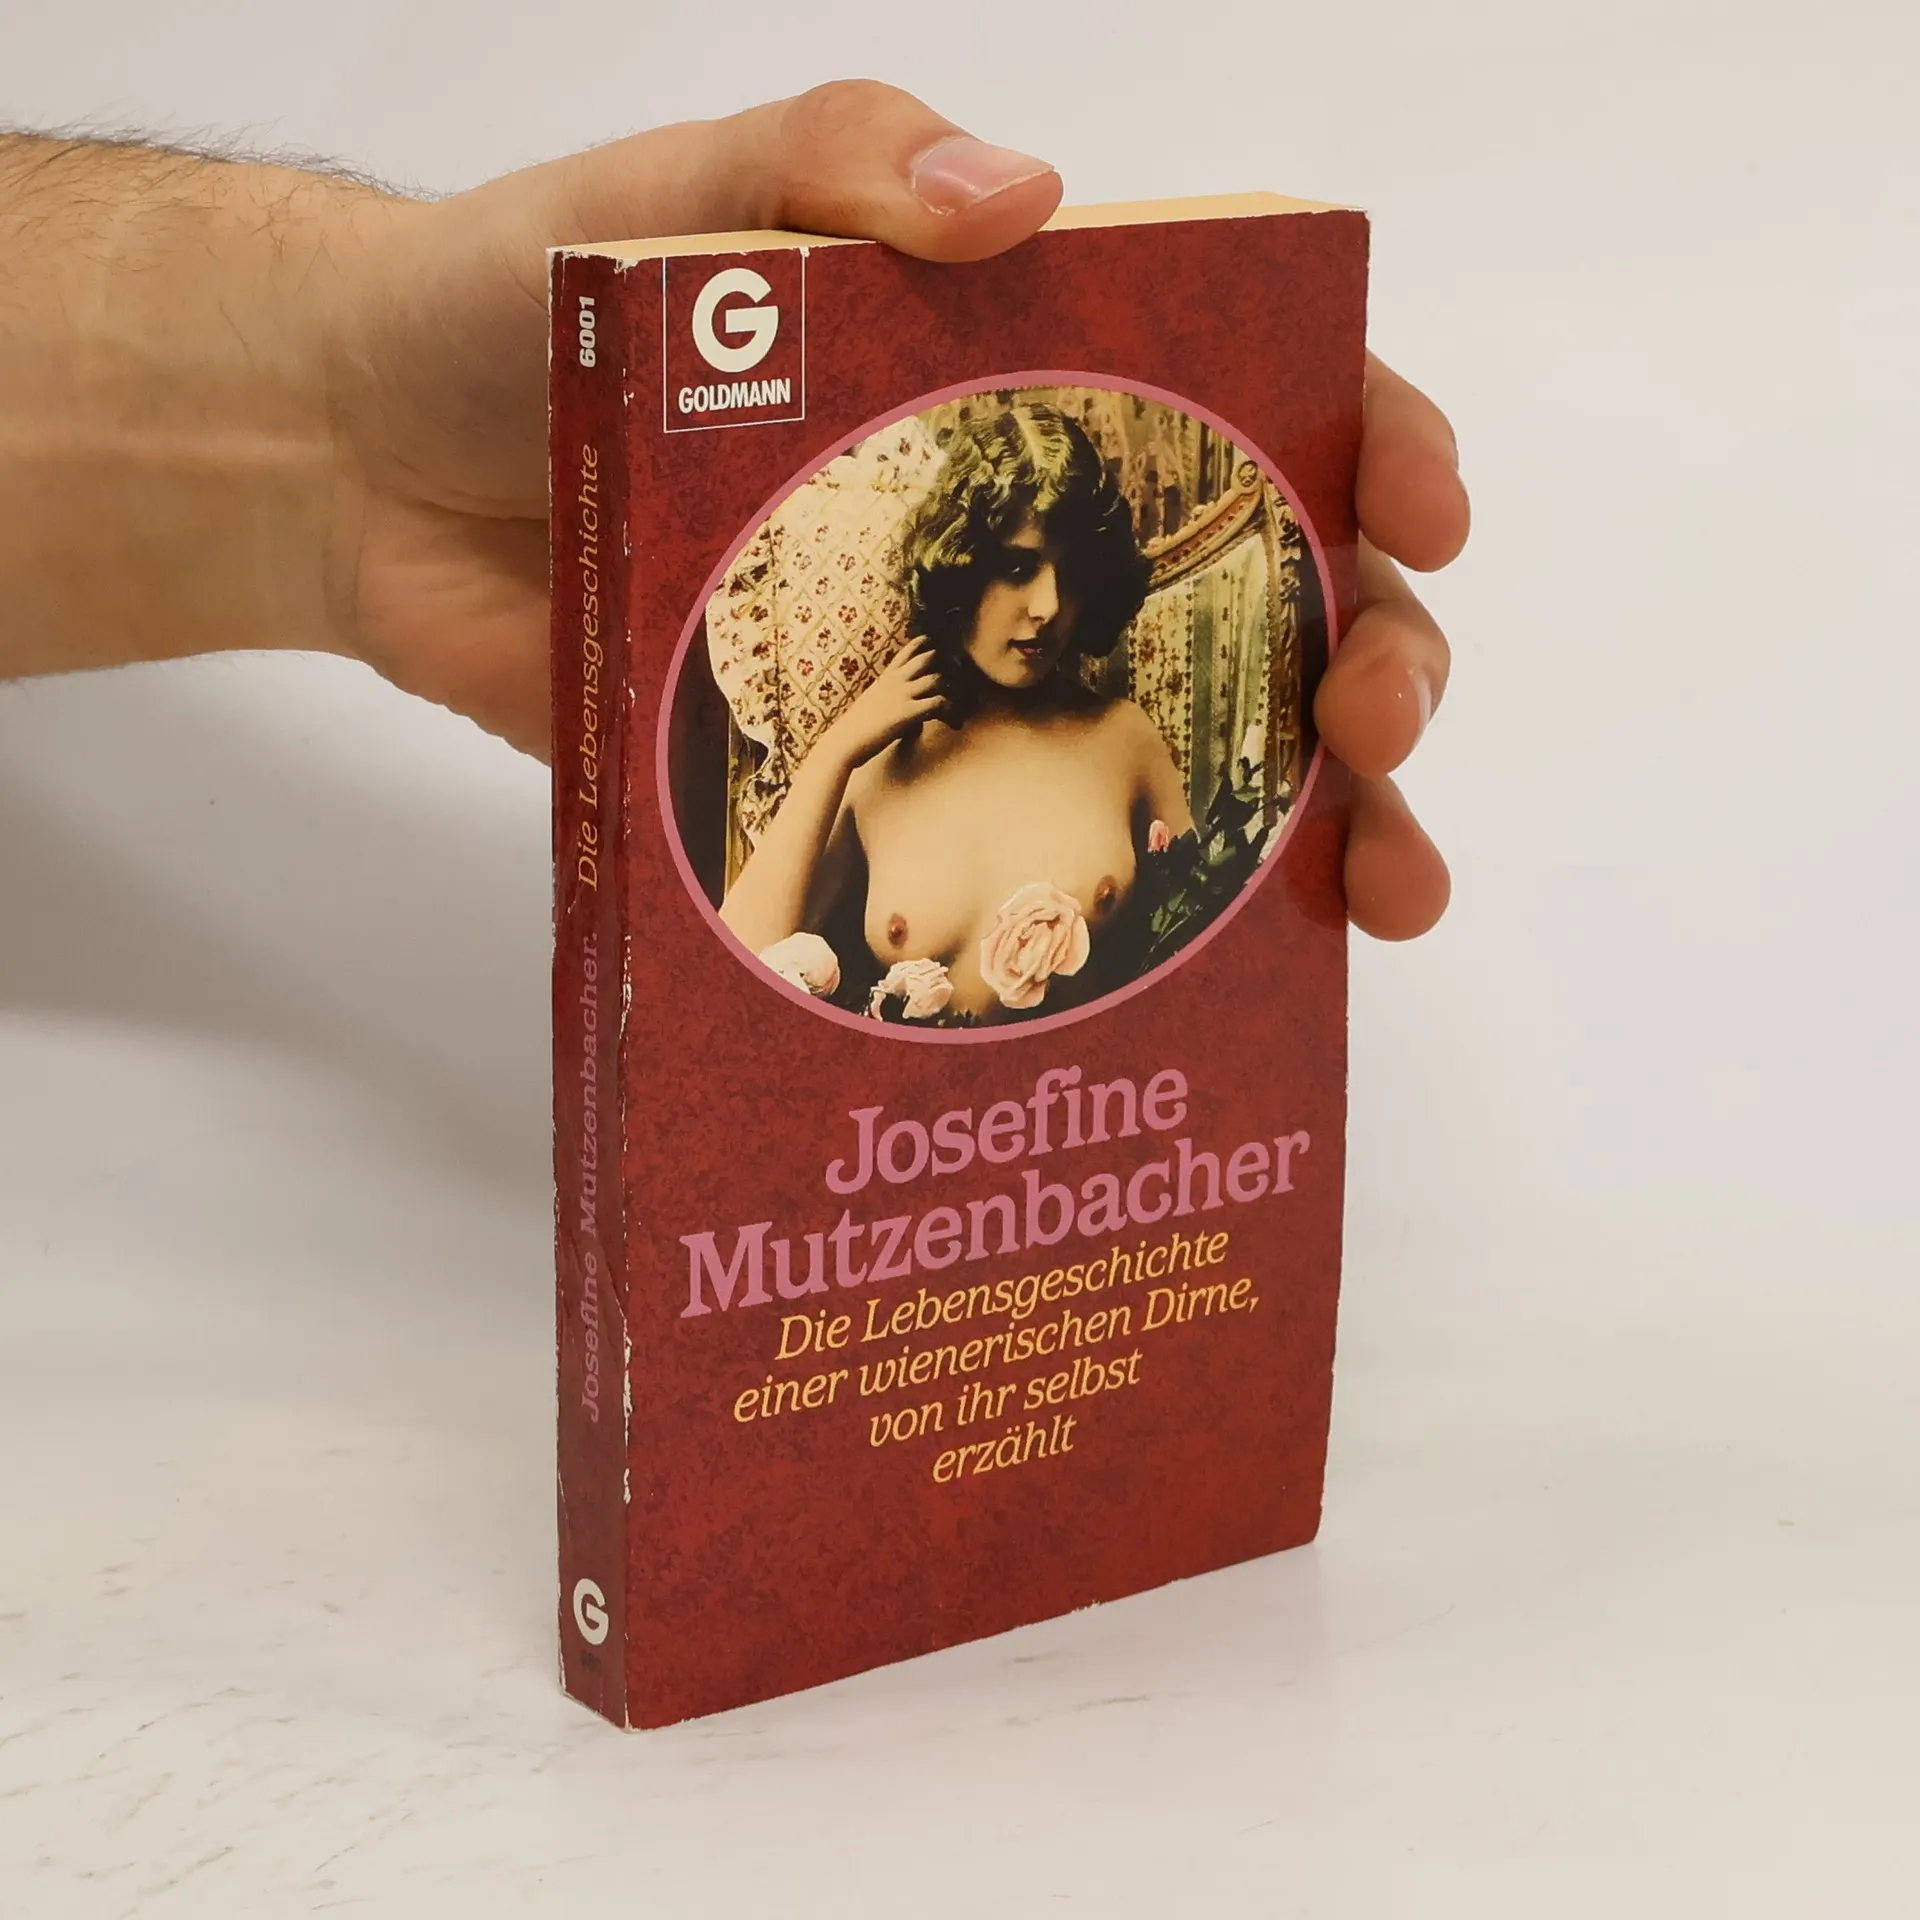 6001
Josefine Mutzenbacher. Die Lebensgeschichte
G
G
GOLDMANN
Josefine
Mutzenbacher
Die Lebensgeschichte
einer wienerischen Dirne,
von ihr selbst
erzählt